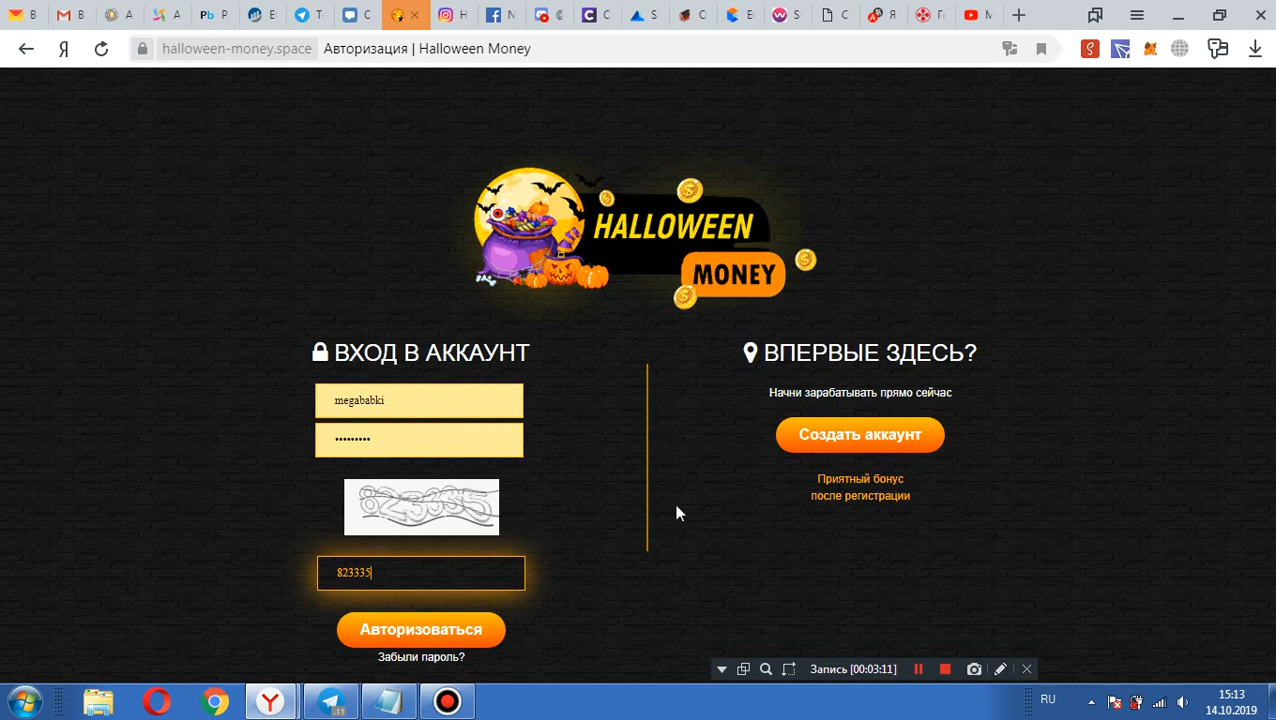 halloween-money.space
Авторизация | Halloween Money
HALLOWEEN
MONEY
ВХОД В АККАУНТ
megababki
823335
Авторизоваться
Забыли пароль?
ВПЕРВЫЕ ЗДЕСЬ?
Начни зарабатывать прямо сейчас
Создать аккаунт
Приятный бонус
после регистрации
Запись [00:03:11]
RU
15:13
14.10.2019